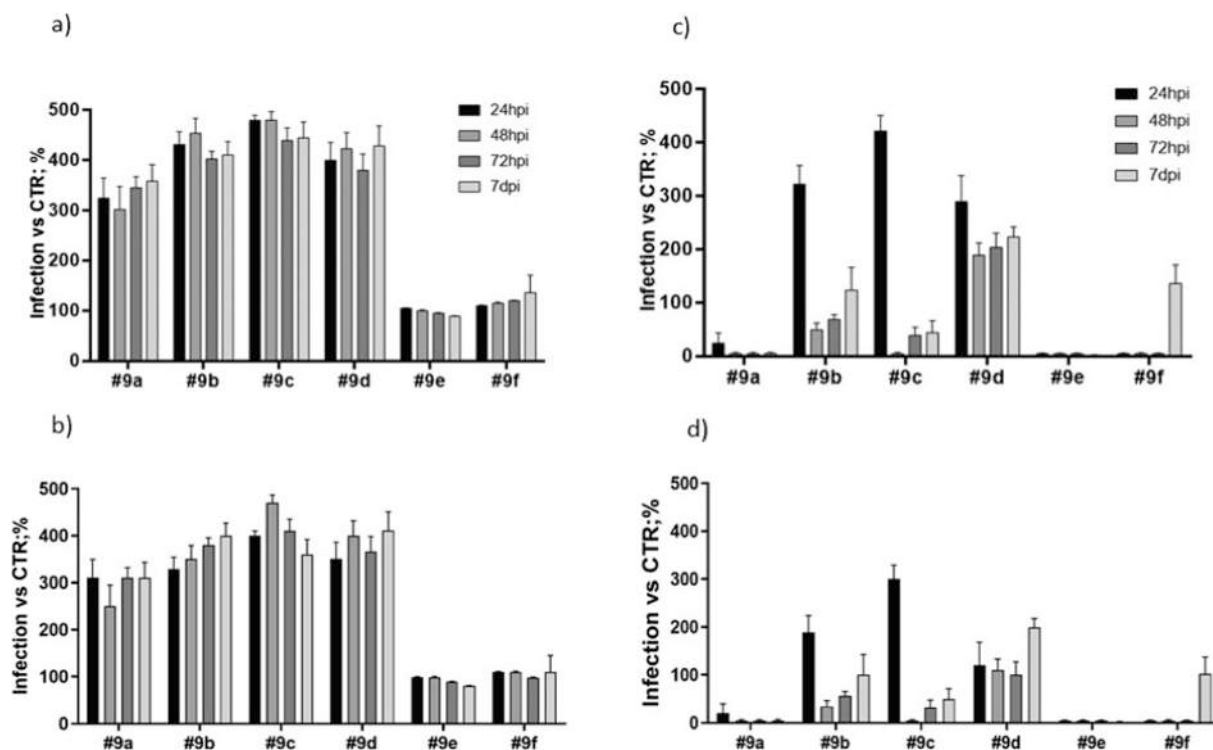 a)
Infection vs CTR; %
500
400
300
200
100
0
24hpi
48hpi
72hpi
7dpi
#9a #9b #9c #9d #9e #9f
c)
Infection vs CTR; %
500
400
300
200
100
0
24hpi
48hpi
72hpi
7dpi
#9a #9b #9c #9d #9e #9f
b)
Infection vs CTR;%
500
400
300
200
100
0
#9a #9b #9c #9d #9e #9f
d)
Infection vs CTR;%
500
400
300
200
100
0
#9a #9b #9c #9d #9e #9f